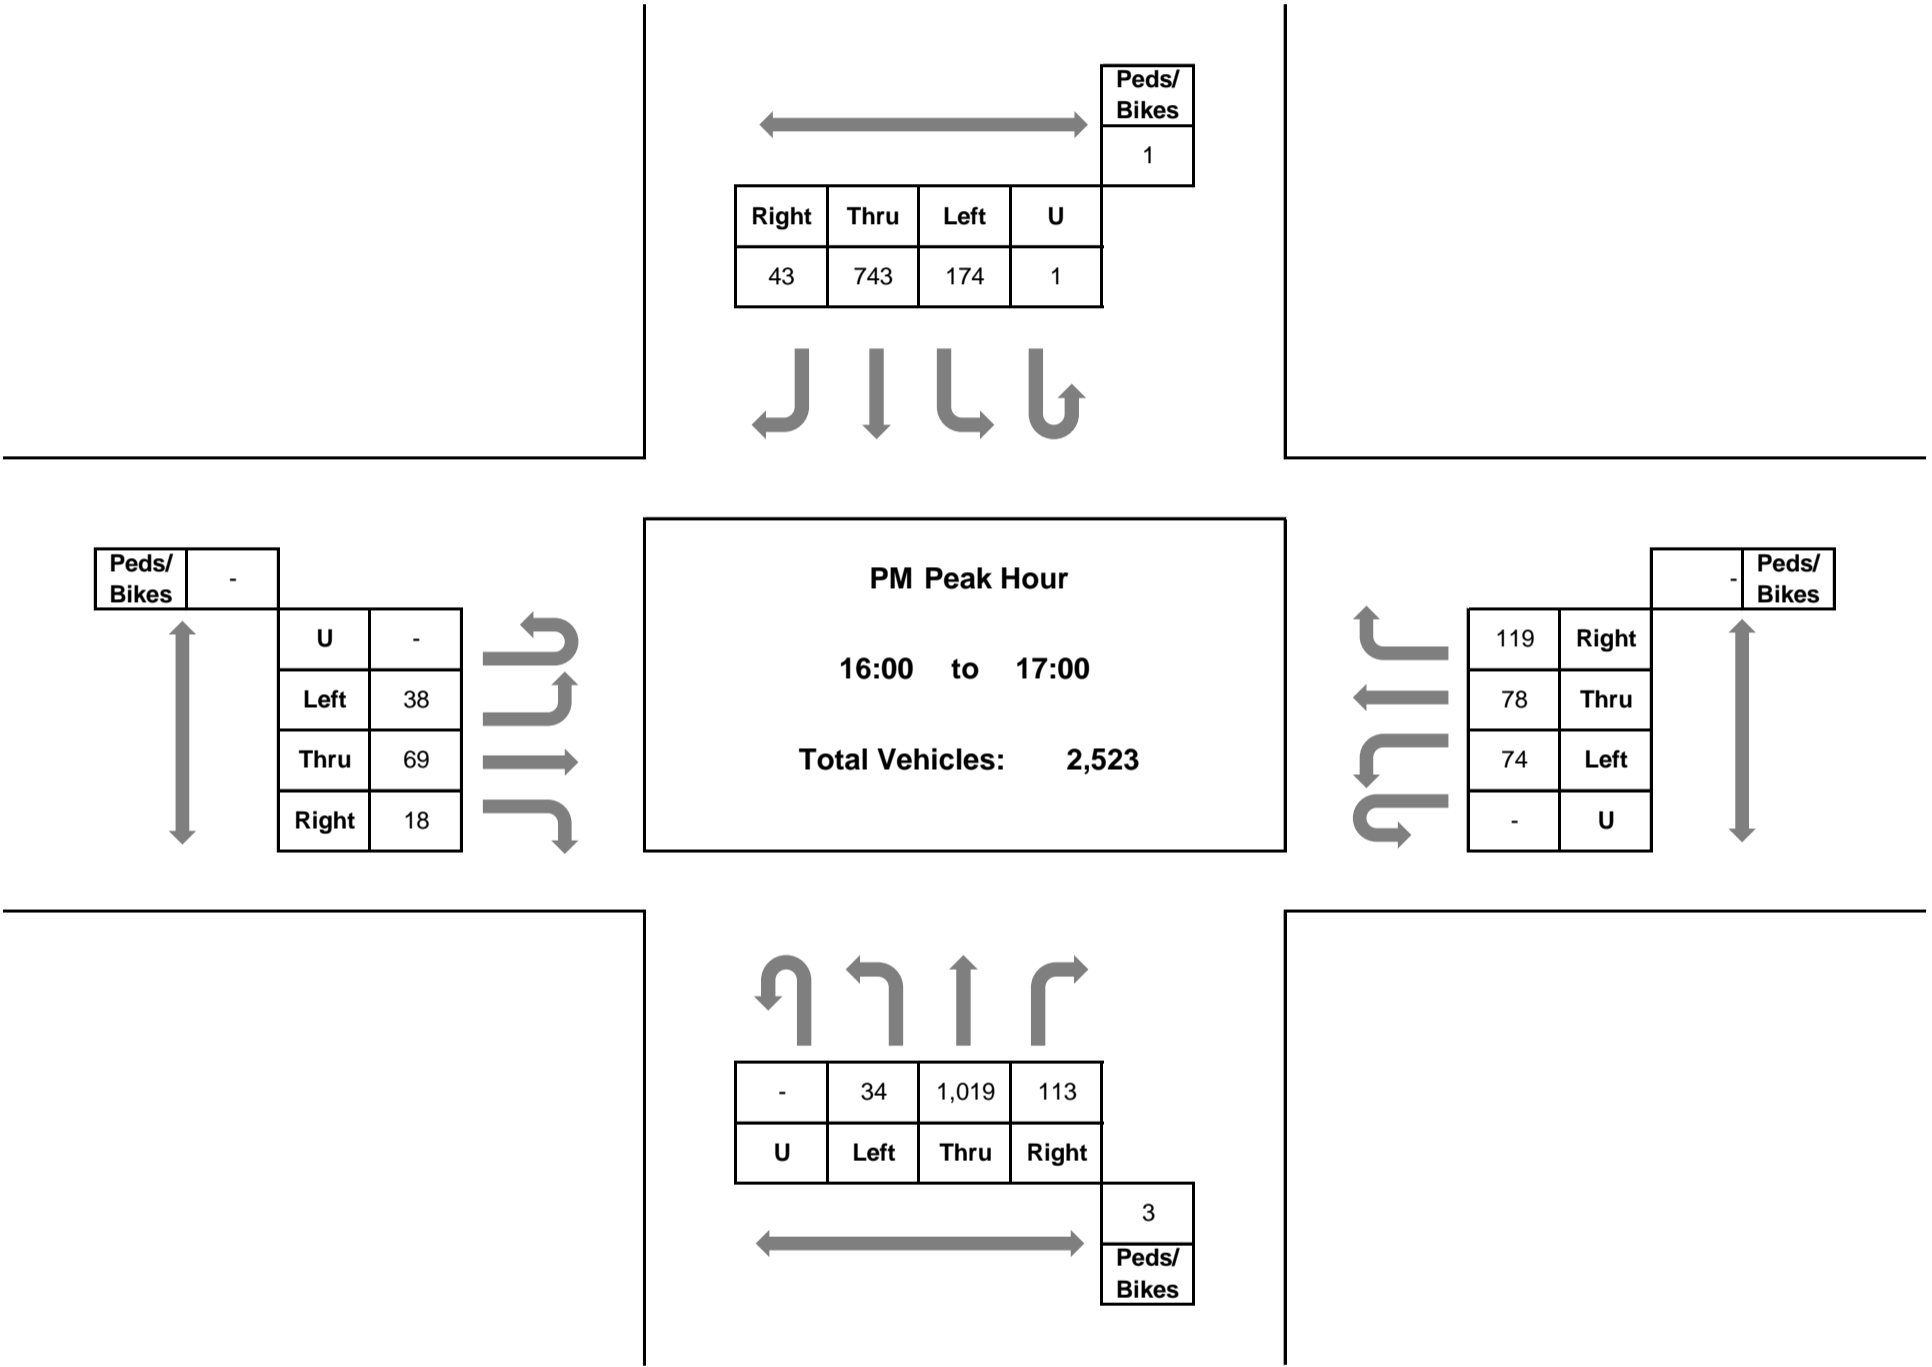 Peds/
Bikes
1
Right Thru Left U
43 743 174 1
Peds/
Bikes
-
U -
Left 38
Thru 69
Right 18
PM Peak Hour
16:00 to 17:00
Total Vehicles: 2,523
- Peds/
Bikes
119 Right
78 Thru
74 Left
- U
- 34 1,019 113
U Left Thru Right
3
Peds/
Bikes